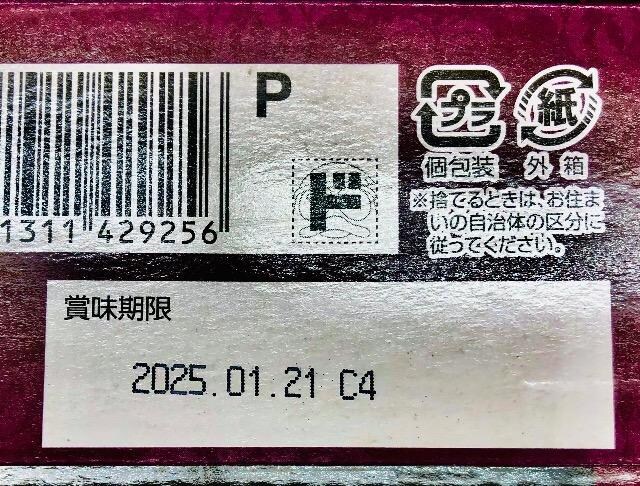 P
プラ
紙
個包装
外箱
ド
1311 429256
※捨てるときは、お住ま
いの自治体の区分に
従ってください。
賞味期限
2025.01.21 C4